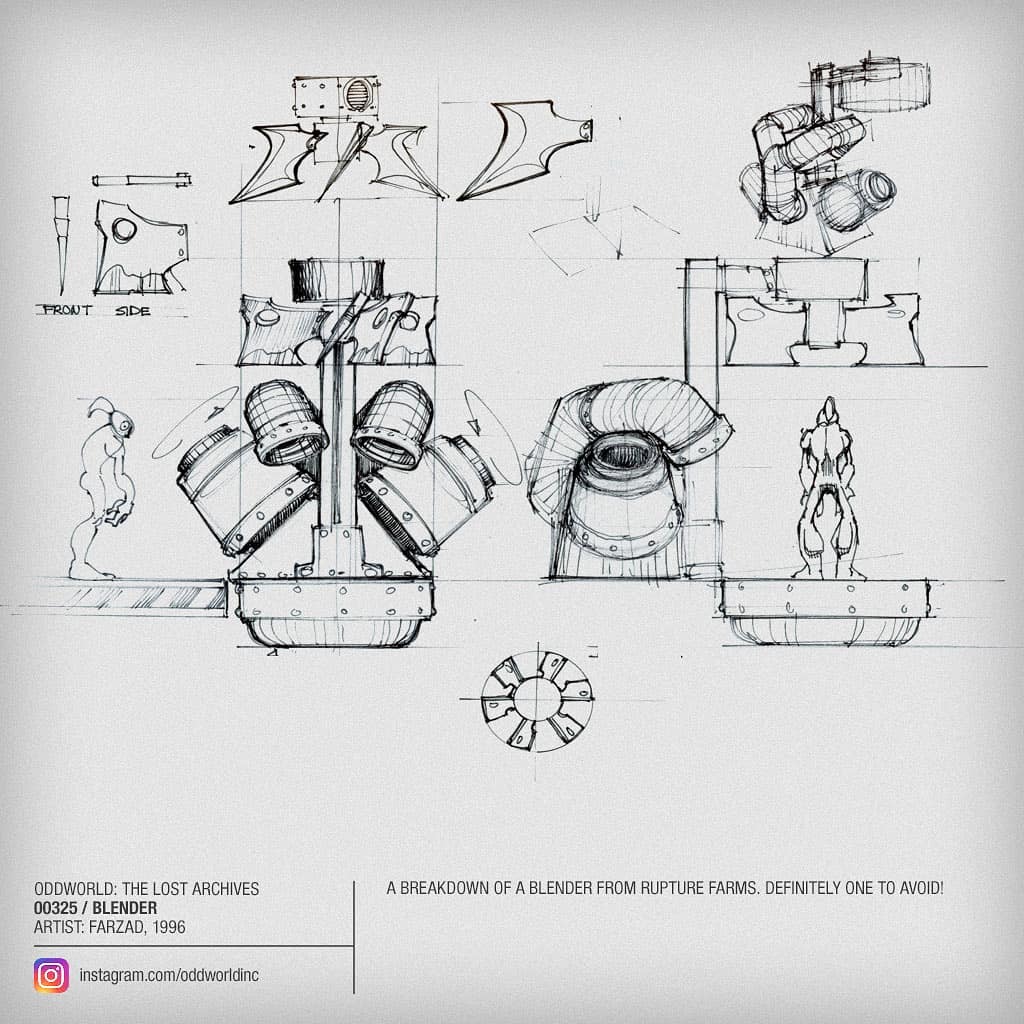 FRONT SIDE
ODDWORLD: THE LOST ARCHIVES
00325 / BLENDER
ARTIST: FARZAD, 1996
instagram.com/oddworldinc
A BREAKDOWN OF A BLENDER FROM RUPTURE FARMS. DEFINITELY ONE TO AVOID!